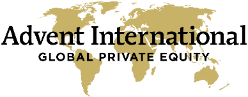 Advent International
GLOBAL PRIVATE EQUITY